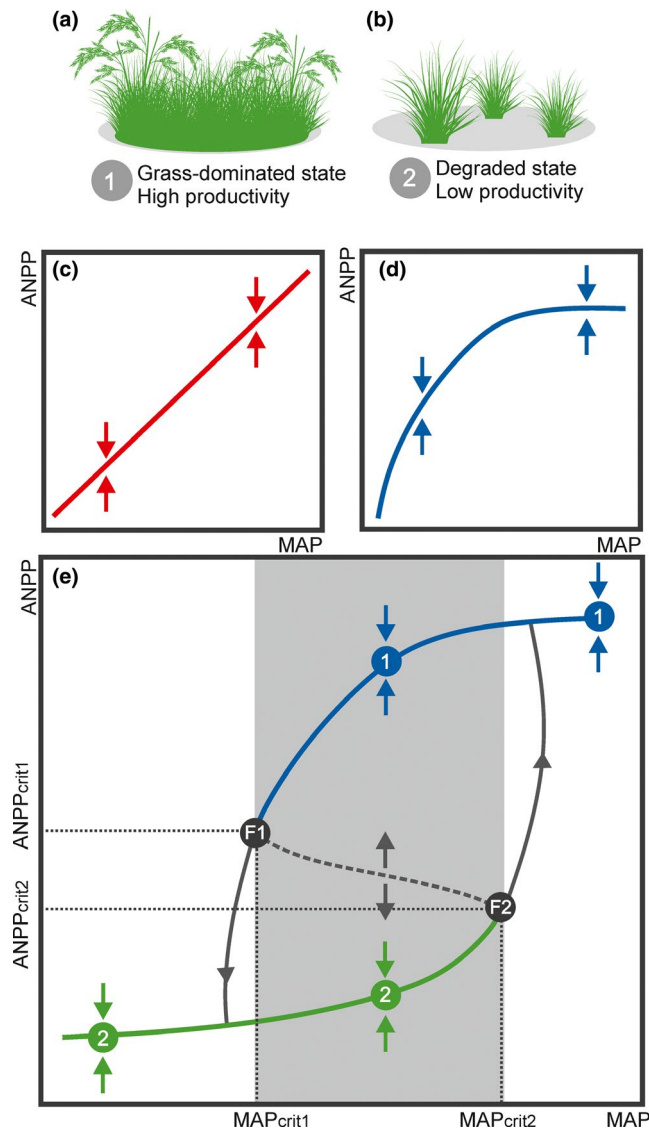 (a)
(b)
1
Grass-dominated state
High productivity
2
Degraded state
Low productivity
ANPP
(c)
MAP
ANPP
(d)
MAP
ANPP
(e)
1
1
ANPPcrit1
F1
ANPPcrit2
F2
2
2
MAPcrit1
MAPcrit2
MAP